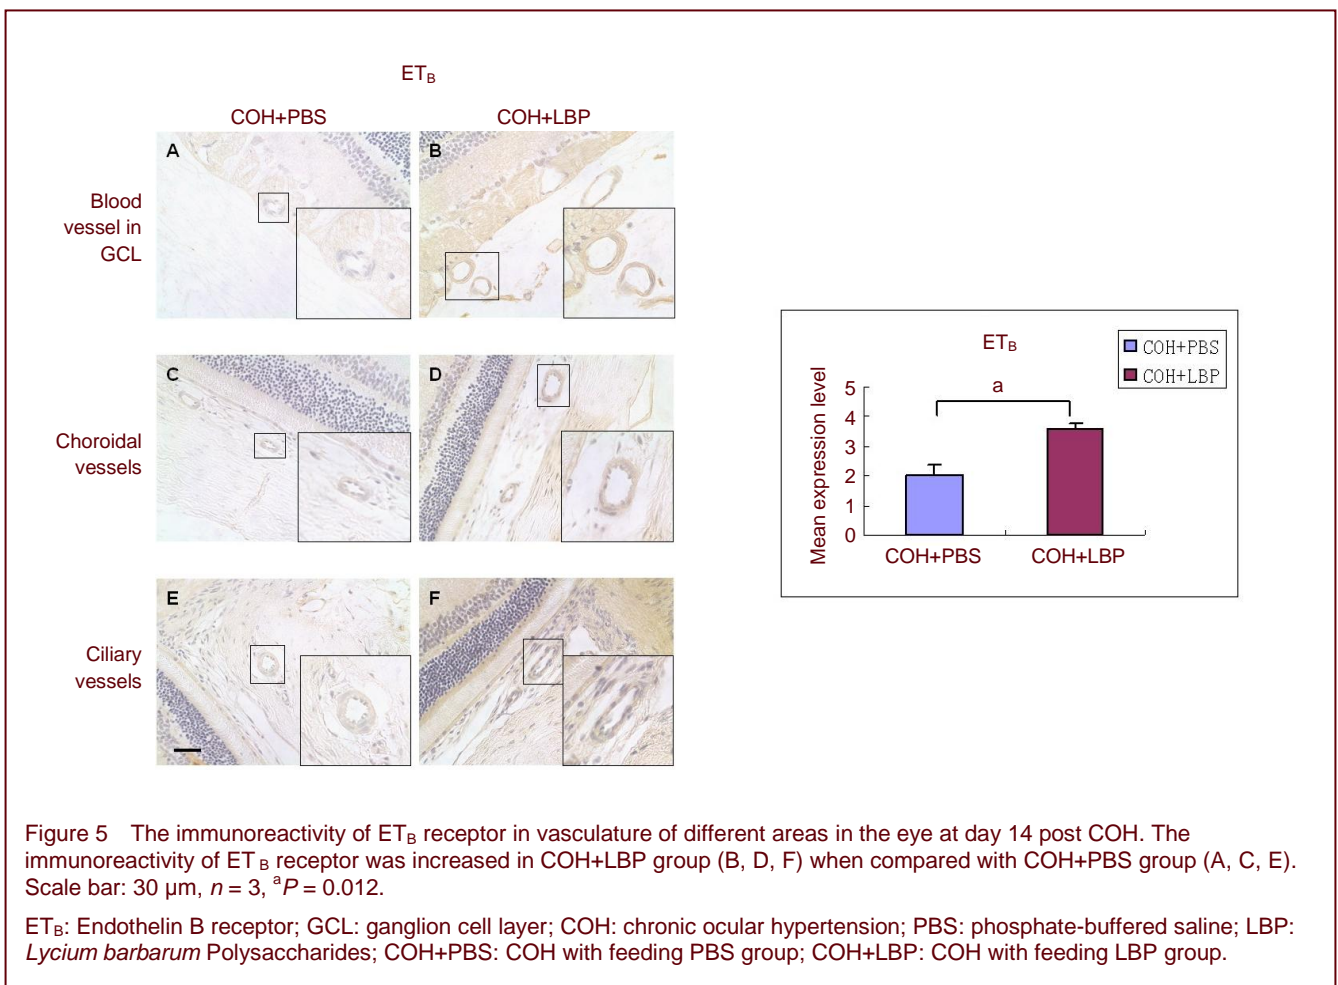 ETB
COH+PBS
COH+LBP
Blood
vessel in
GCL
A
B
Choroidal
vessels
C
D
Ciliary
vessels
E
F
ETB
COH+PBS
COH+LBP
Mean expression level
5
4
3
2
1
0
a
COH+PBS
COH+LBP
Figure 5 The immunoreactivity of ETB receptor in vasculature of different areas in the eye at day 14 post COH. The
immunoreactivity of ETB receptor was increased in COH+LBP group (B, D, F) when compared with COH+PBS group (A, C, E).
Scale bar: 30 μm, n = 3, aP = 0.012.
ETB: Endothelin B receptor; GCL: ganglion cell layer; COH: chronic ocular hypertension; PBS: phosphate-buffered saline; LBP:
Lycium barbarum Polysaccharides; COH+PBS: COH with feeding PBS group; COH+LBP: COH with feeding LBP group.